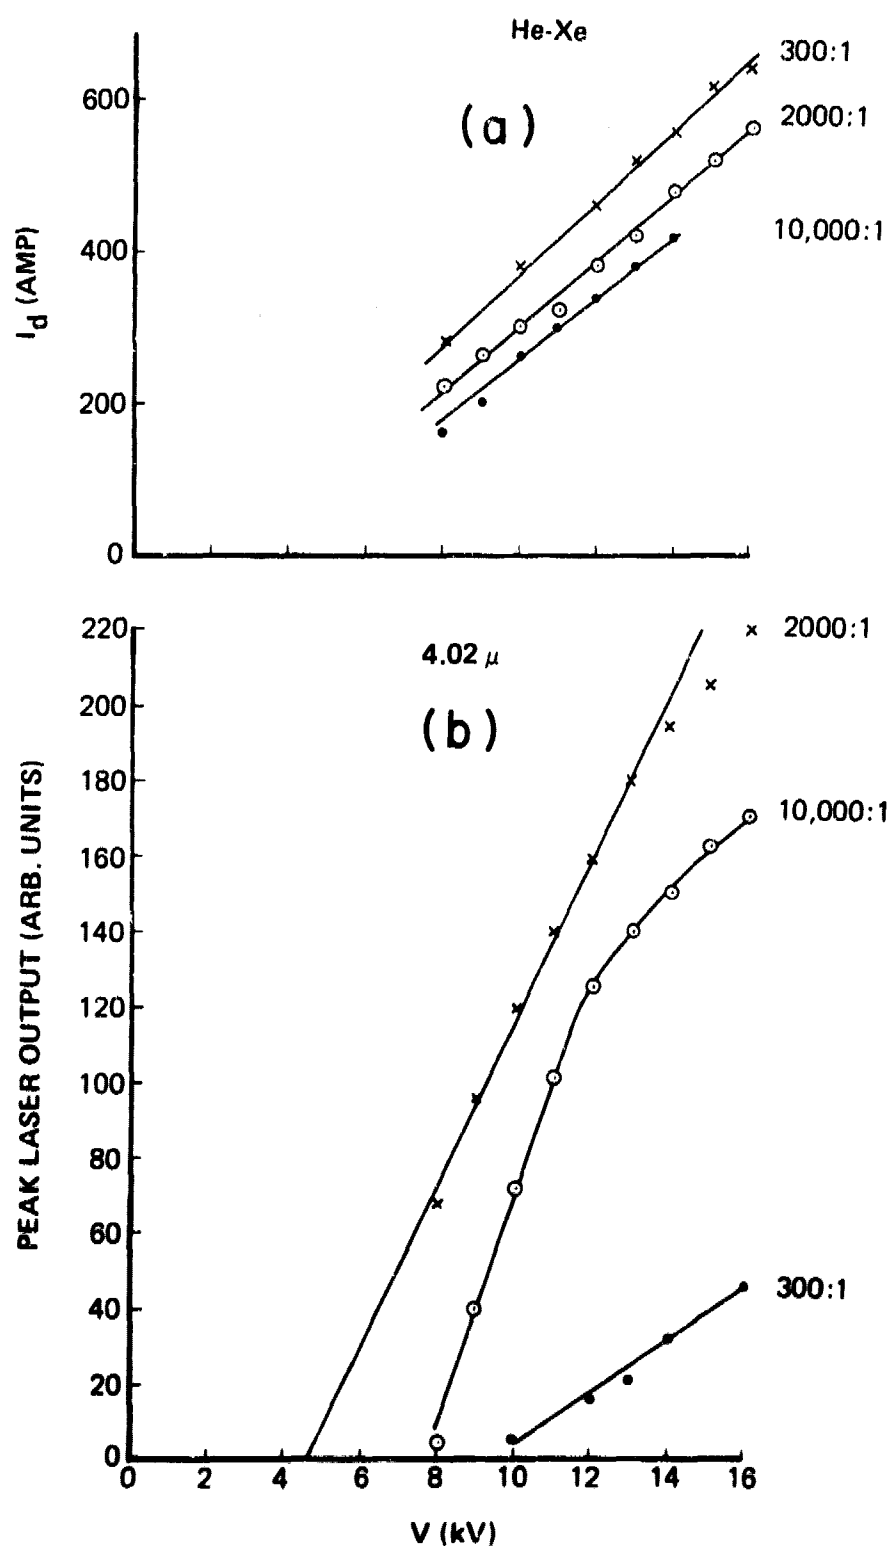 He-Xe
300:1
(a)
600
2000:1
10,000:1
400
I_d (AMP)
200
0
220
4.02 μ
2000:1
200
(b)
180
10,000:1
160
140
PEAK LASER OUTPUT (ARB. UNITS)
120
100
80
60
40
300:1
20
0
0 2 4 6 8 10 12 14 16
V (kV)